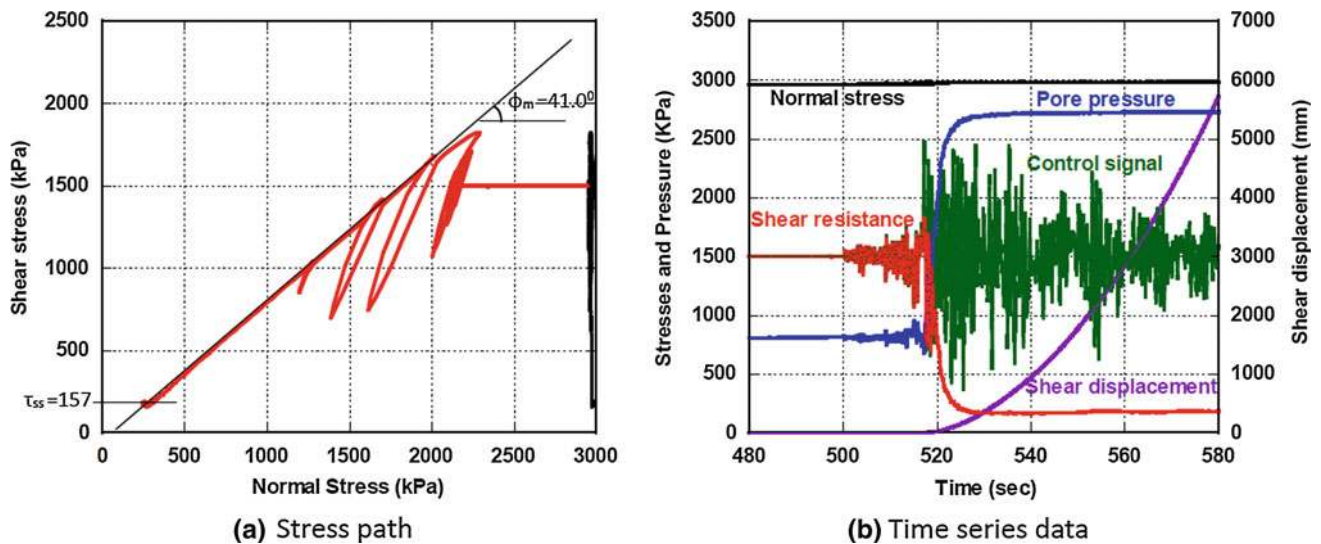 2500
2000
1500
1000
500
0
Shear stress (kPa)
ϕm=41.0⁰
τss=157
0 500 1000 1500 2000 2500 3000
Normal Stress (kPa)
(a) Stress path
3500
3000
2500
2000
1500
1000
500
0
Stresses and Pressure (KPa)
Normal stress
Pore pressure
Control signal
Shear resistance
Shear displacement
7000
6000
5000
4000
3000
2000
1000
0
Shear displacement (mm)
480 500 520 540 560 580
Time (sec)
(b) Time series data